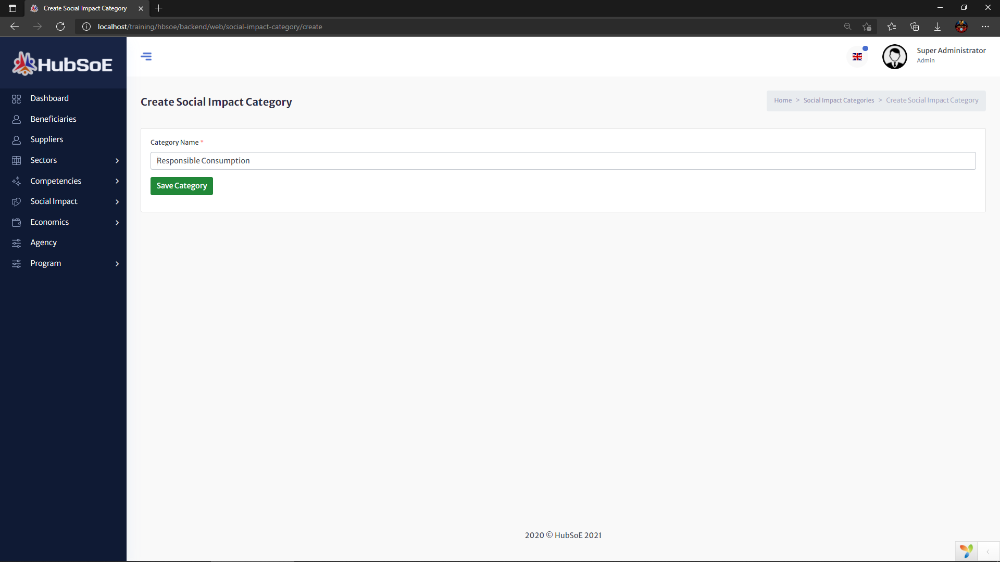 Create Social Impact Category
localhost/training/hbsoe/backend/web/social-impact-category/create
HubSoE
Super Administrator
Admin
Dashboard
Beneficiaries
Suppliers
Sectors
Competencies
Social Impact
Economics
Agency
Program
Create Social Impact Category
Home > Social Impact Categories > Create Social Impact Category
Category Name *
Responsible Consumption
Save Category
2020 © HubSoE 2021